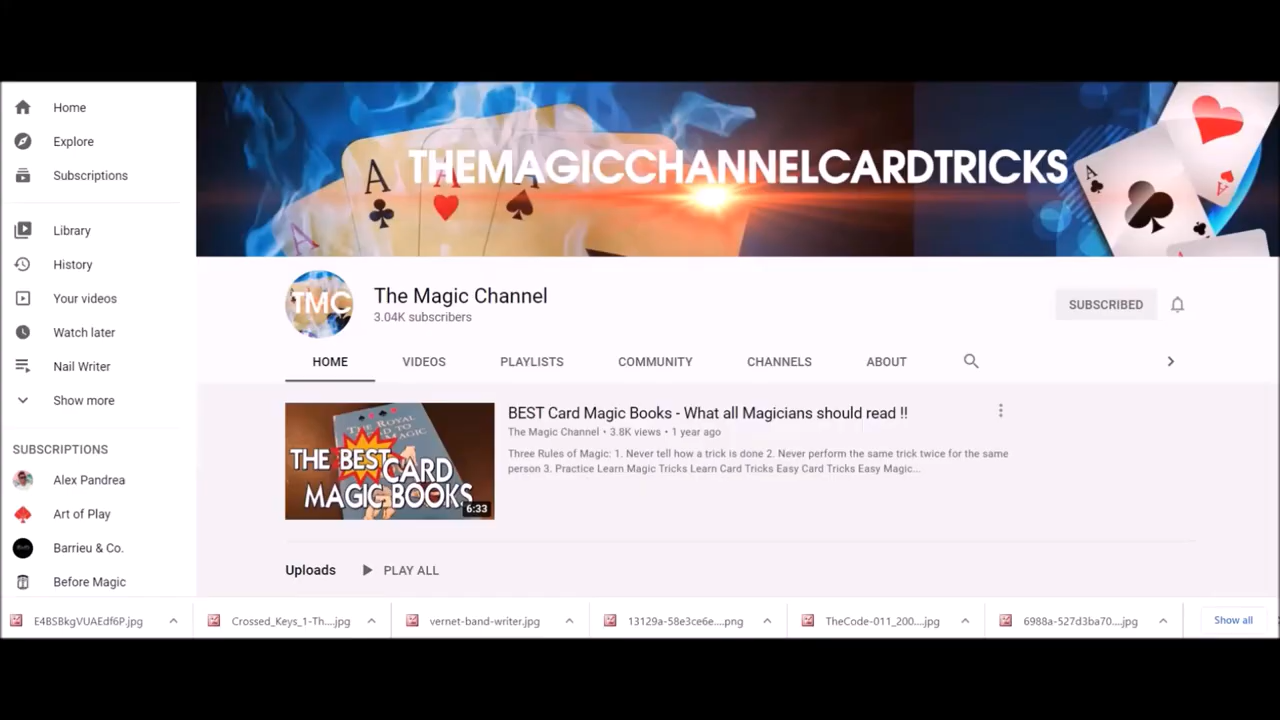 Home
Explore
Subscriptions
Library
History
Your videos
Watch later
Nail Writer
Show more
SUBSCRIPTIONS
Alex Pandrea
Art of Play
Barrieu & Co.
Before Magic
A
A
A
A
THEMAGICCHANNELCARDTRICKS
A
A
TMC
The Magic Channel
3.04K subscribers
SUBSCRIBED
HOME VIDEOS PLAYLISTS COMMUNITY CHANNELS ABOUT
THE ROYAL
MAGIC
THE BEST
CARD
MAGIC BOOKS
6:33
BEST Card Magic Books - What all Magicians should read !!
The Magic Channel • 3.8K views • 1 year ago
Three Rules of Magic: 1. Never tell how a trick is done 2. Never perform the same trick twice for the same
person 3. Practice Learn Magic Tricks Learn Card Tricks Easy Card Tricks Easy Magic...
Uploads PLAY ALL
E4BSBkgVUAEdf6P.jpg Crossed_Keys_1-Th....jpg vernet-band-writer.jpg 13129a-58e3ce6e....png TheCode-011_200....jpg 6988a-527d3ba70....jpg Show all